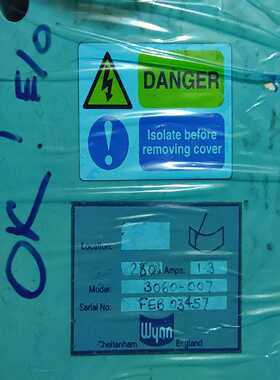 OK ! E/O
DANGER
Isolate before
removing cover
Location:
Amps: 1.3
Model: 3060-007
Serial No: FEB 03457
Wynn
Cheltenham England